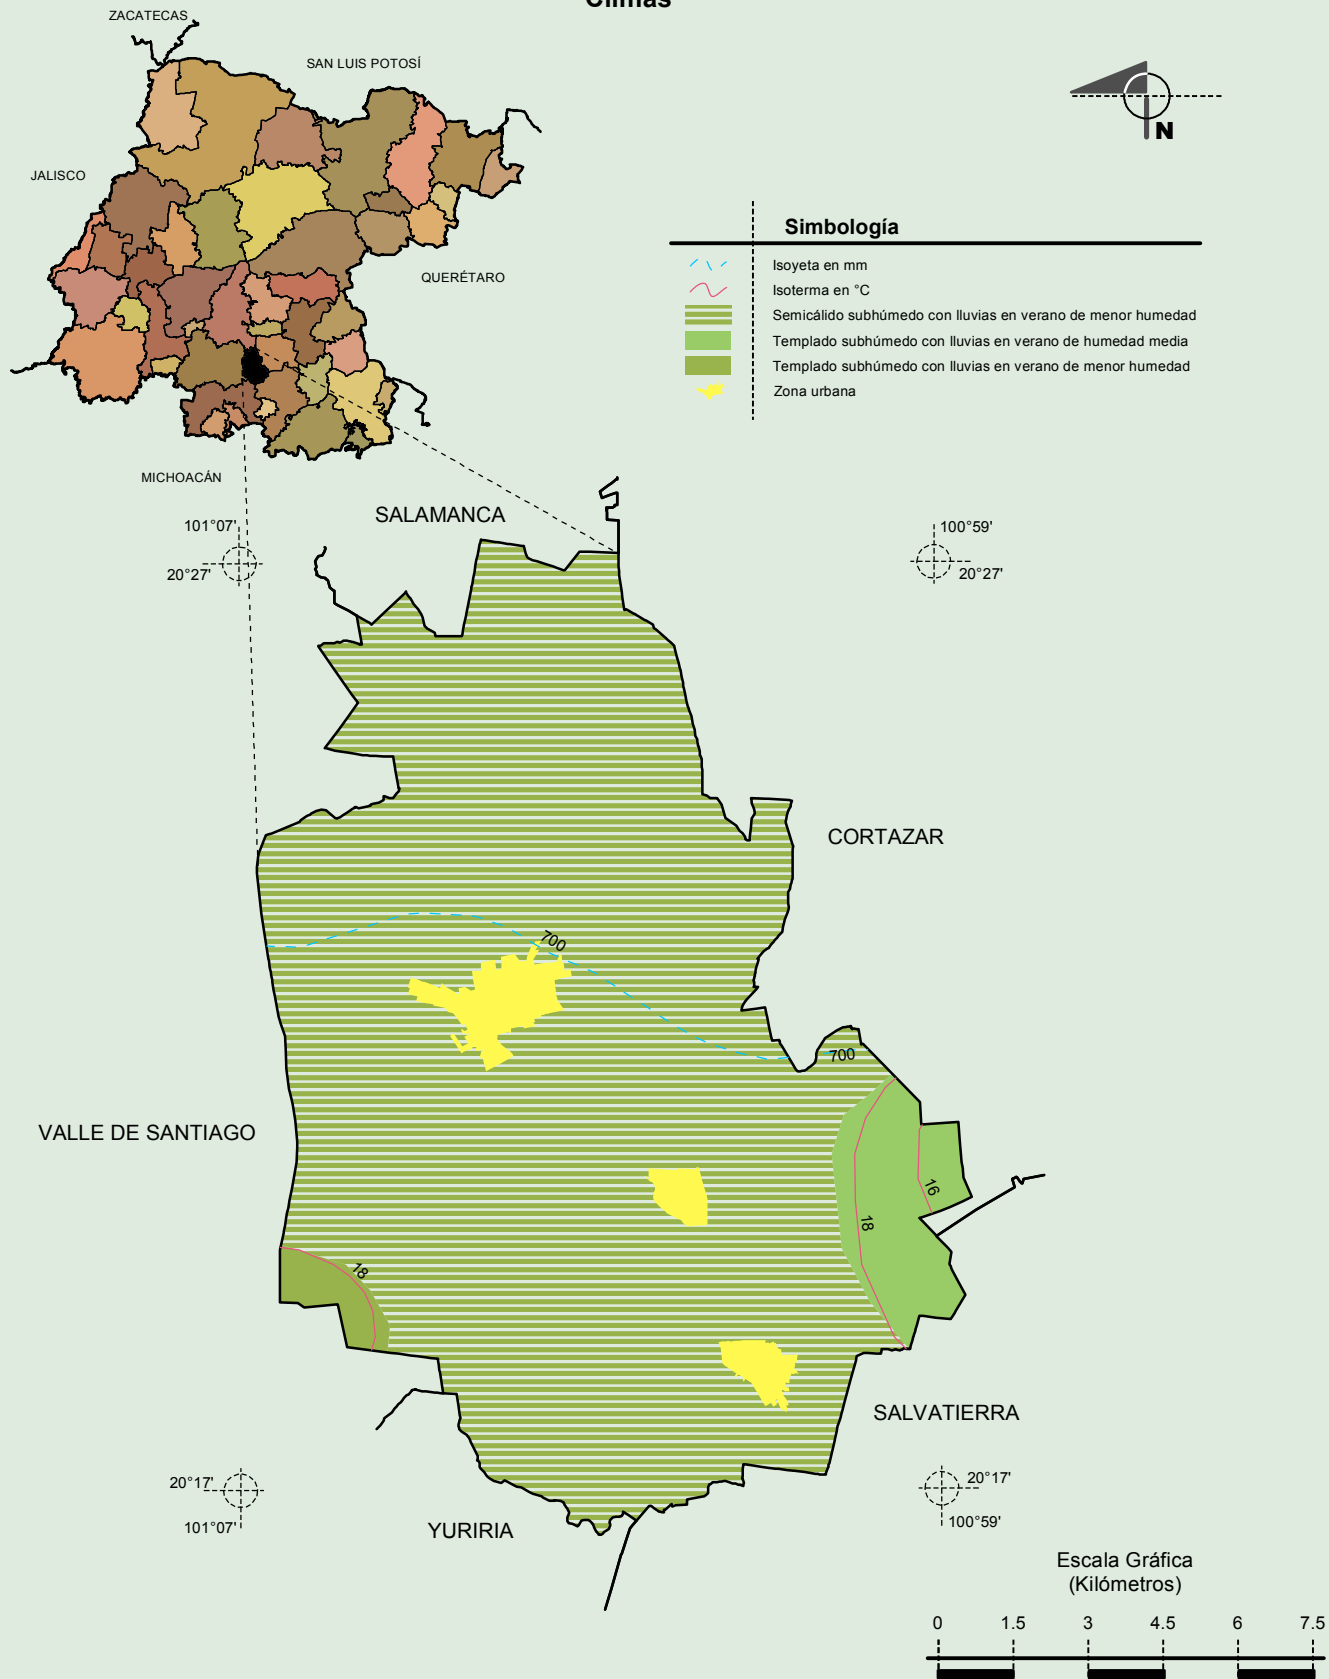 Climas
ZACATECAS
SAN LUIS POTOSÍ
JALISCO
QUERÉTARO
MICHOACÁN
N
Simbología
Isoyeta en mm
Isoterma en °C
Semicálido subhúmedo con lluvias en verano de menor humedad
Templado subhúmedo con lluvias en verano de humedad media
Templado subhúmedo con lluvias en verano de menor humedad
Zona urbana
101°07'
20°27'
SALAMANCA
100°59'
20°27'
CORTAZAR
700
700
VALLE DE SANTIAGO
16
18
18
SALVATIERRA
20°17'
101°07'
YURIRIA
20°17'
100°59'
Escala Gráfica
(Kilómetros)
0 1.5 3 4.5 6 7.5